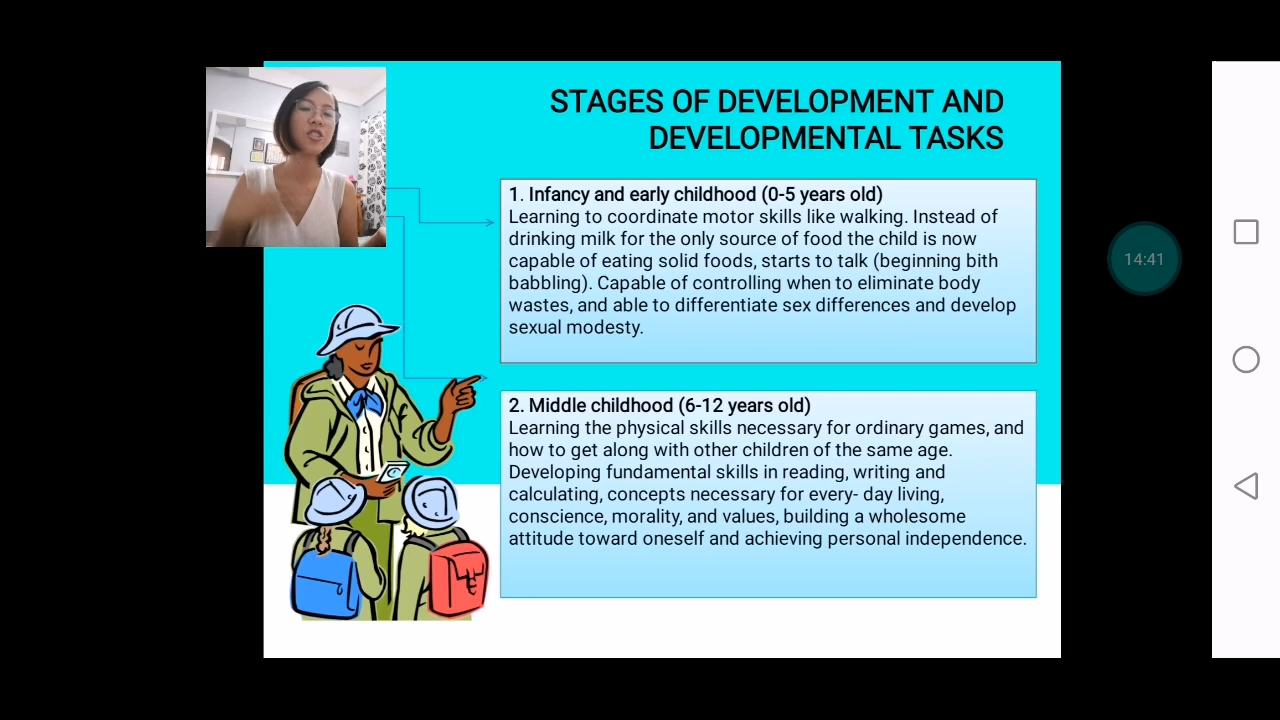 STAGES OF DEVELOPMENT AND
DEVELOPMENTAL TASKS
1. Infancy and early childhood (0-5 years old)
Learning to coordinate motor skills like walking. Instead of
drinking milk for the only source of food the child is now
capable of eating solid foods, starts to talk (beginning bith
babbling). Capable of controlling when to eliminate body
wastes, and able to differentiate sex differences and develop
sexual modesty.
14:41
2. Middle childhood (6-12 years old)
Learning the physical skills necessary for ordinary games, and
how to get along with other children of the same age.
Developing fundamental skills in reading, writing and
calculating, concepts necessary for every- day living,
conscience, morality, and values, building a wholesome
attitude toward oneself and achieving personal independence.